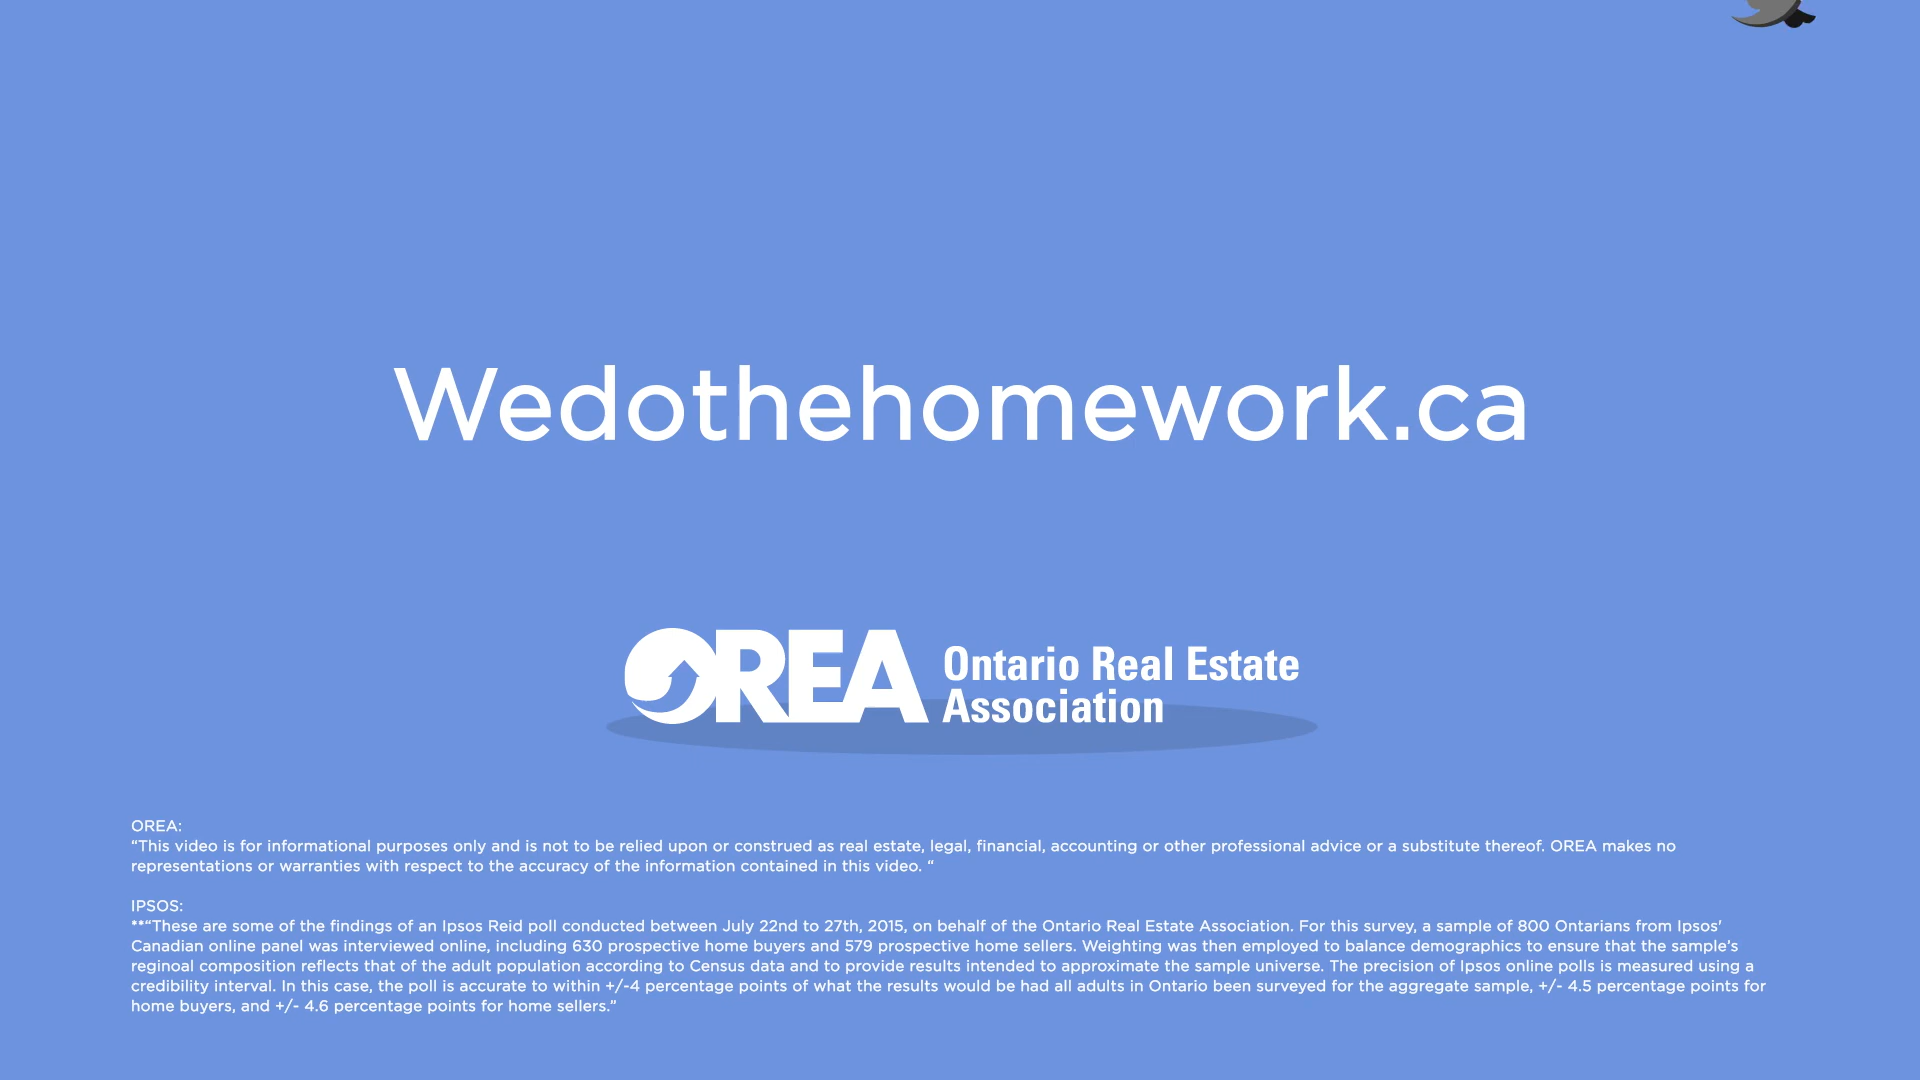 Wedothehomework.ca
OREA Ontario Real Estate
Association
OREA:
“This video is for informational purposes only and is not to be relied upon or construed as real estate, legal, financial, accounting or other professional advice or a substitute thereof. OREA makes no
representations or warranties with respect to the accuracy of the information contained in this video. “
IPSOS:
**“These are some of the findings of an Ipsos Reid poll conducted between July 22nd to 27th, 2015, on behalf of the Ontario Real Estate Association. For this survey, a sample of 800 Ontarians from Ipsos'
Canadian online panel was interviewed online, including 630 prospective home buyers and 579 prospective home sellers. Weighting was then employed to balance demographics to ensure that the sample's
reginoal composition reflects that of the adult population according to Census data and to provide results intended to approximate the sample universe. The precision of Ipsos online polls is measured using a
credibility interval. In this case, the poll is accurate to within +/-4 percentage points of what the results would be had all adults in Ontario been surveyed for the aggregate sample, +/- 4.5 percentage points for
home buyers, and +/- 4.6 percentage points for home sellers.”